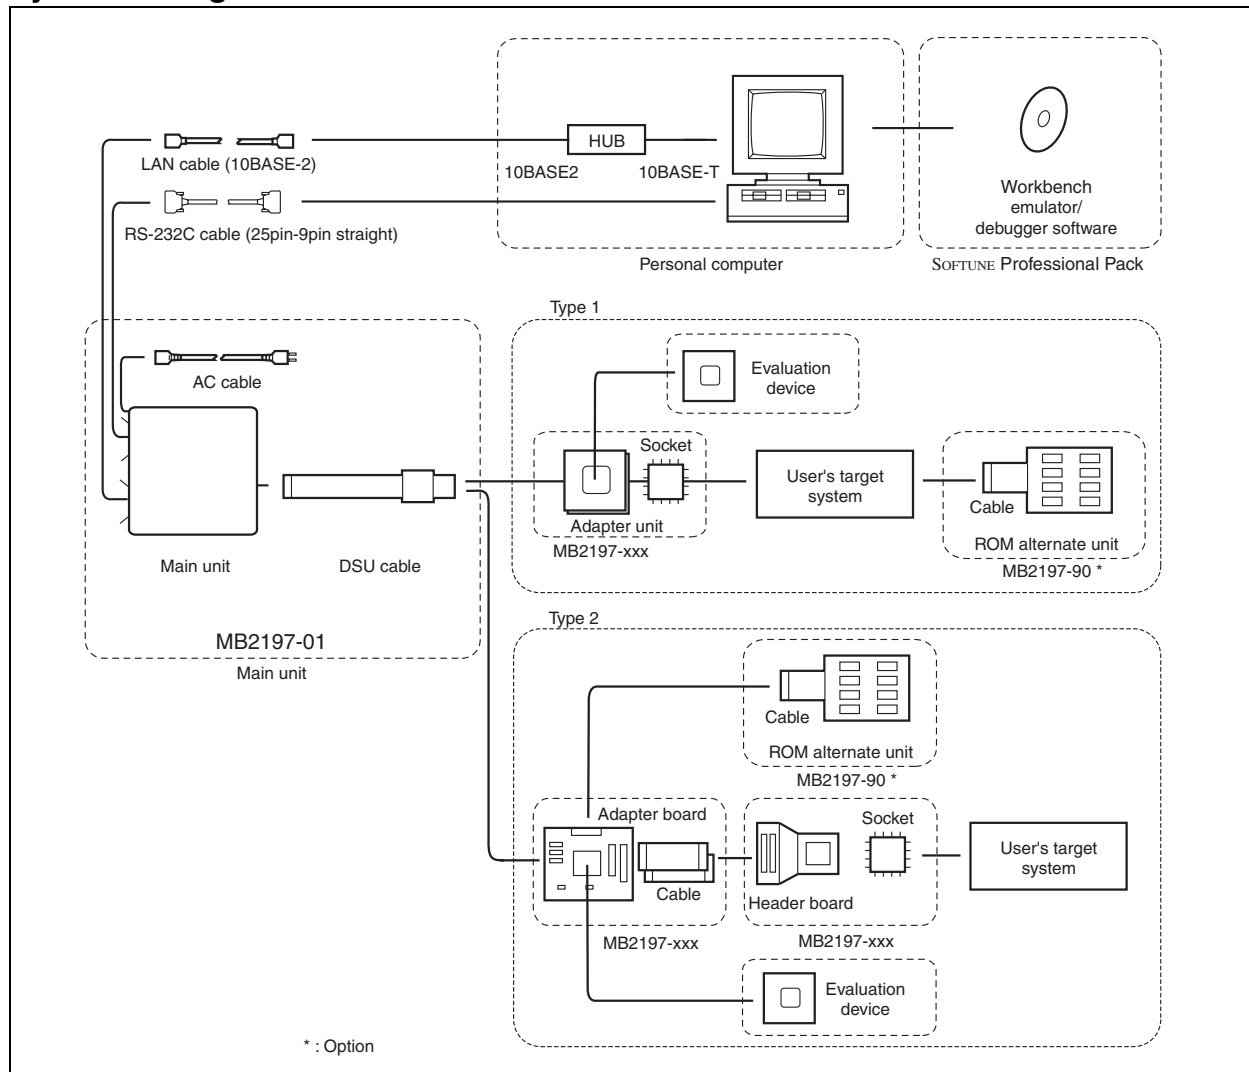 HUB
LAN cable (10BASE-2)
10BASE2
10BASE-T
RS-232C cable (25pin-9pin straight)
Personal computer
Workbench
emulator/
debugger software
SOFTUNE Professional Pack
AC cable
Main unit
DSU cable
MB2197-01
Main unit
Type 1
Evaluation
device
Socket
Adapter unit
MB2197-xxx
User's target
system
Cable
ROM alternate unit
MB2197-90 *
Type 2
Cable
ROM alternate unit
MB2197-90 *
Adapter board
Cable
MB2197-xxx
Socket
Header board
MB2197-xxx
User's target
system
Evaluation
device
* : Option